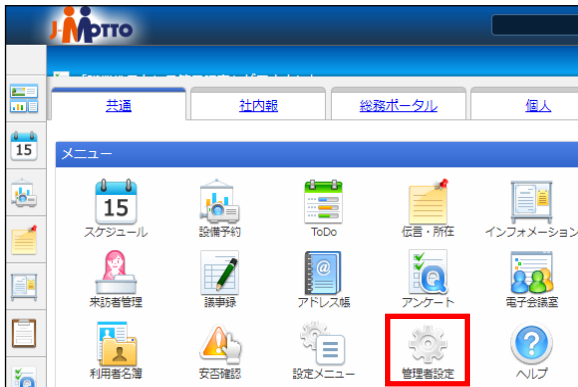 J-MOTTO
共通 社内報 総務ポータル 個人
15
メニュー
15
スケジュール 設備予約 ToDo 伝言・所在 インフォメーション
来訪者管理 議事録 アドレス帳 アンケート 電子会議室
利用者名簿 安否確認 設定メニュー 管理者設定 ヘルプ